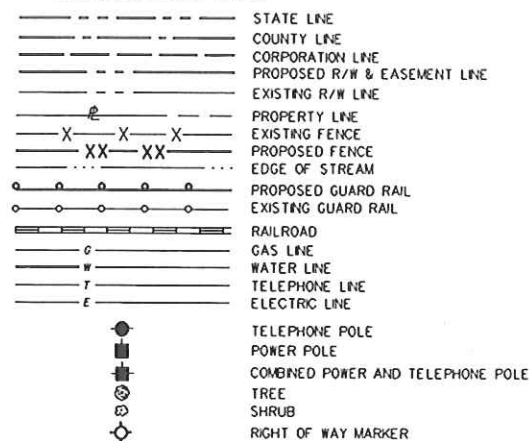 STATE LINE
COUNTY LINE
CORPORATION LINE
PROPOSED R/W & EASEMENT LINE
EXISTING R/W LINE
PROPERTY LINE
X X X EXISTING FENCE
XX XX PROPOSED FENCE
EDGE OF STREAM
PROPOSED GUARD RAIL
EXISTING GUARD RAIL
RAILROAD
G GAS LINE
W WATER LINE
T TELEPHONE LINE
E ELECTRIC LINE
TELEPHONE POLE
POWER POLE
COMBINED POWER AND TELEPHONE POLE
TREE
SHRUB
RIGHT OF WAY MARKER